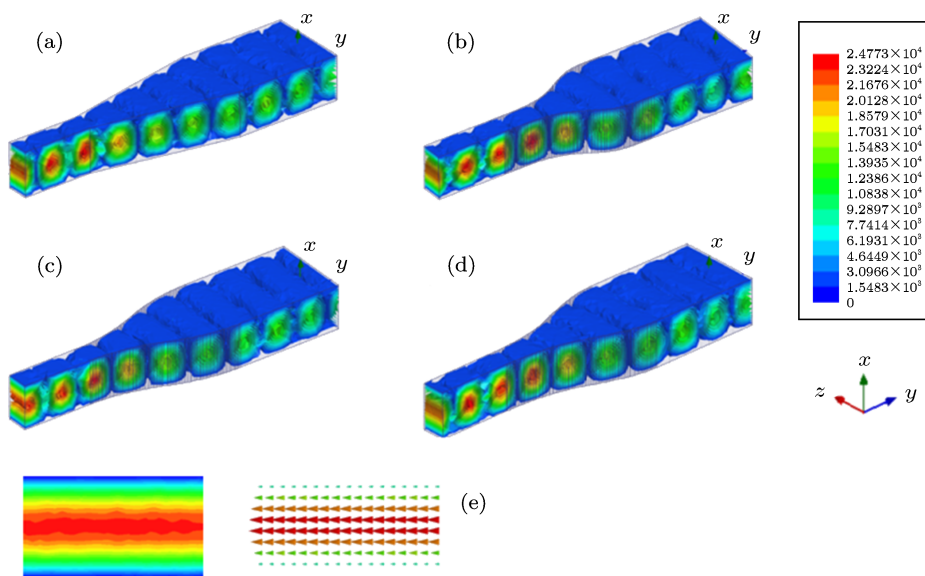 (a)
x
y
(b)
x
y
2.4773×10⁴
2.3224×10⁴
2.1676×10⁴
2.0128×10⁴
1.8579×10⁴
1.7031×10⁴
1.5483×10⁴
1.3935×10⁴
1.2386×10⁴
1.0838×10⁴
9.2897×10³
7.7414×10³
6.1931×10³
4.6449×10³
3.0966×10³
1.5483×10³
0
(c)
x
y
(d)
x
y
x
z
y
(e)